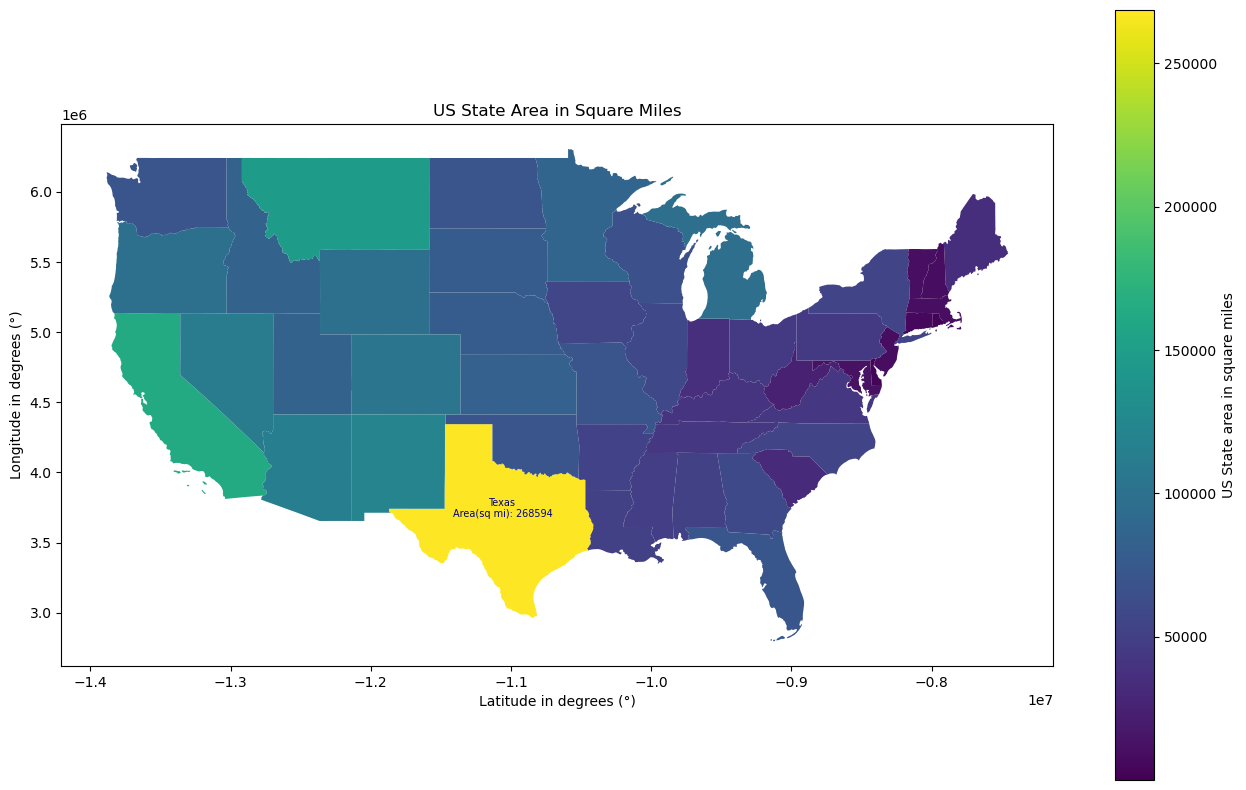 US State Area in Square Miles
1e6
6.0
5.5
5.0
4.5
4.0
3.5
3.0
Longitude in degrees (°)
Texas
Area(sq mi): 268594
−1.4 −1.3 −1.2 −1.1 −1.0 −0.9 −0.8
1e7
Latitude in degrees (°)
250000
200000
150000
100000
50000
US State area in square miles